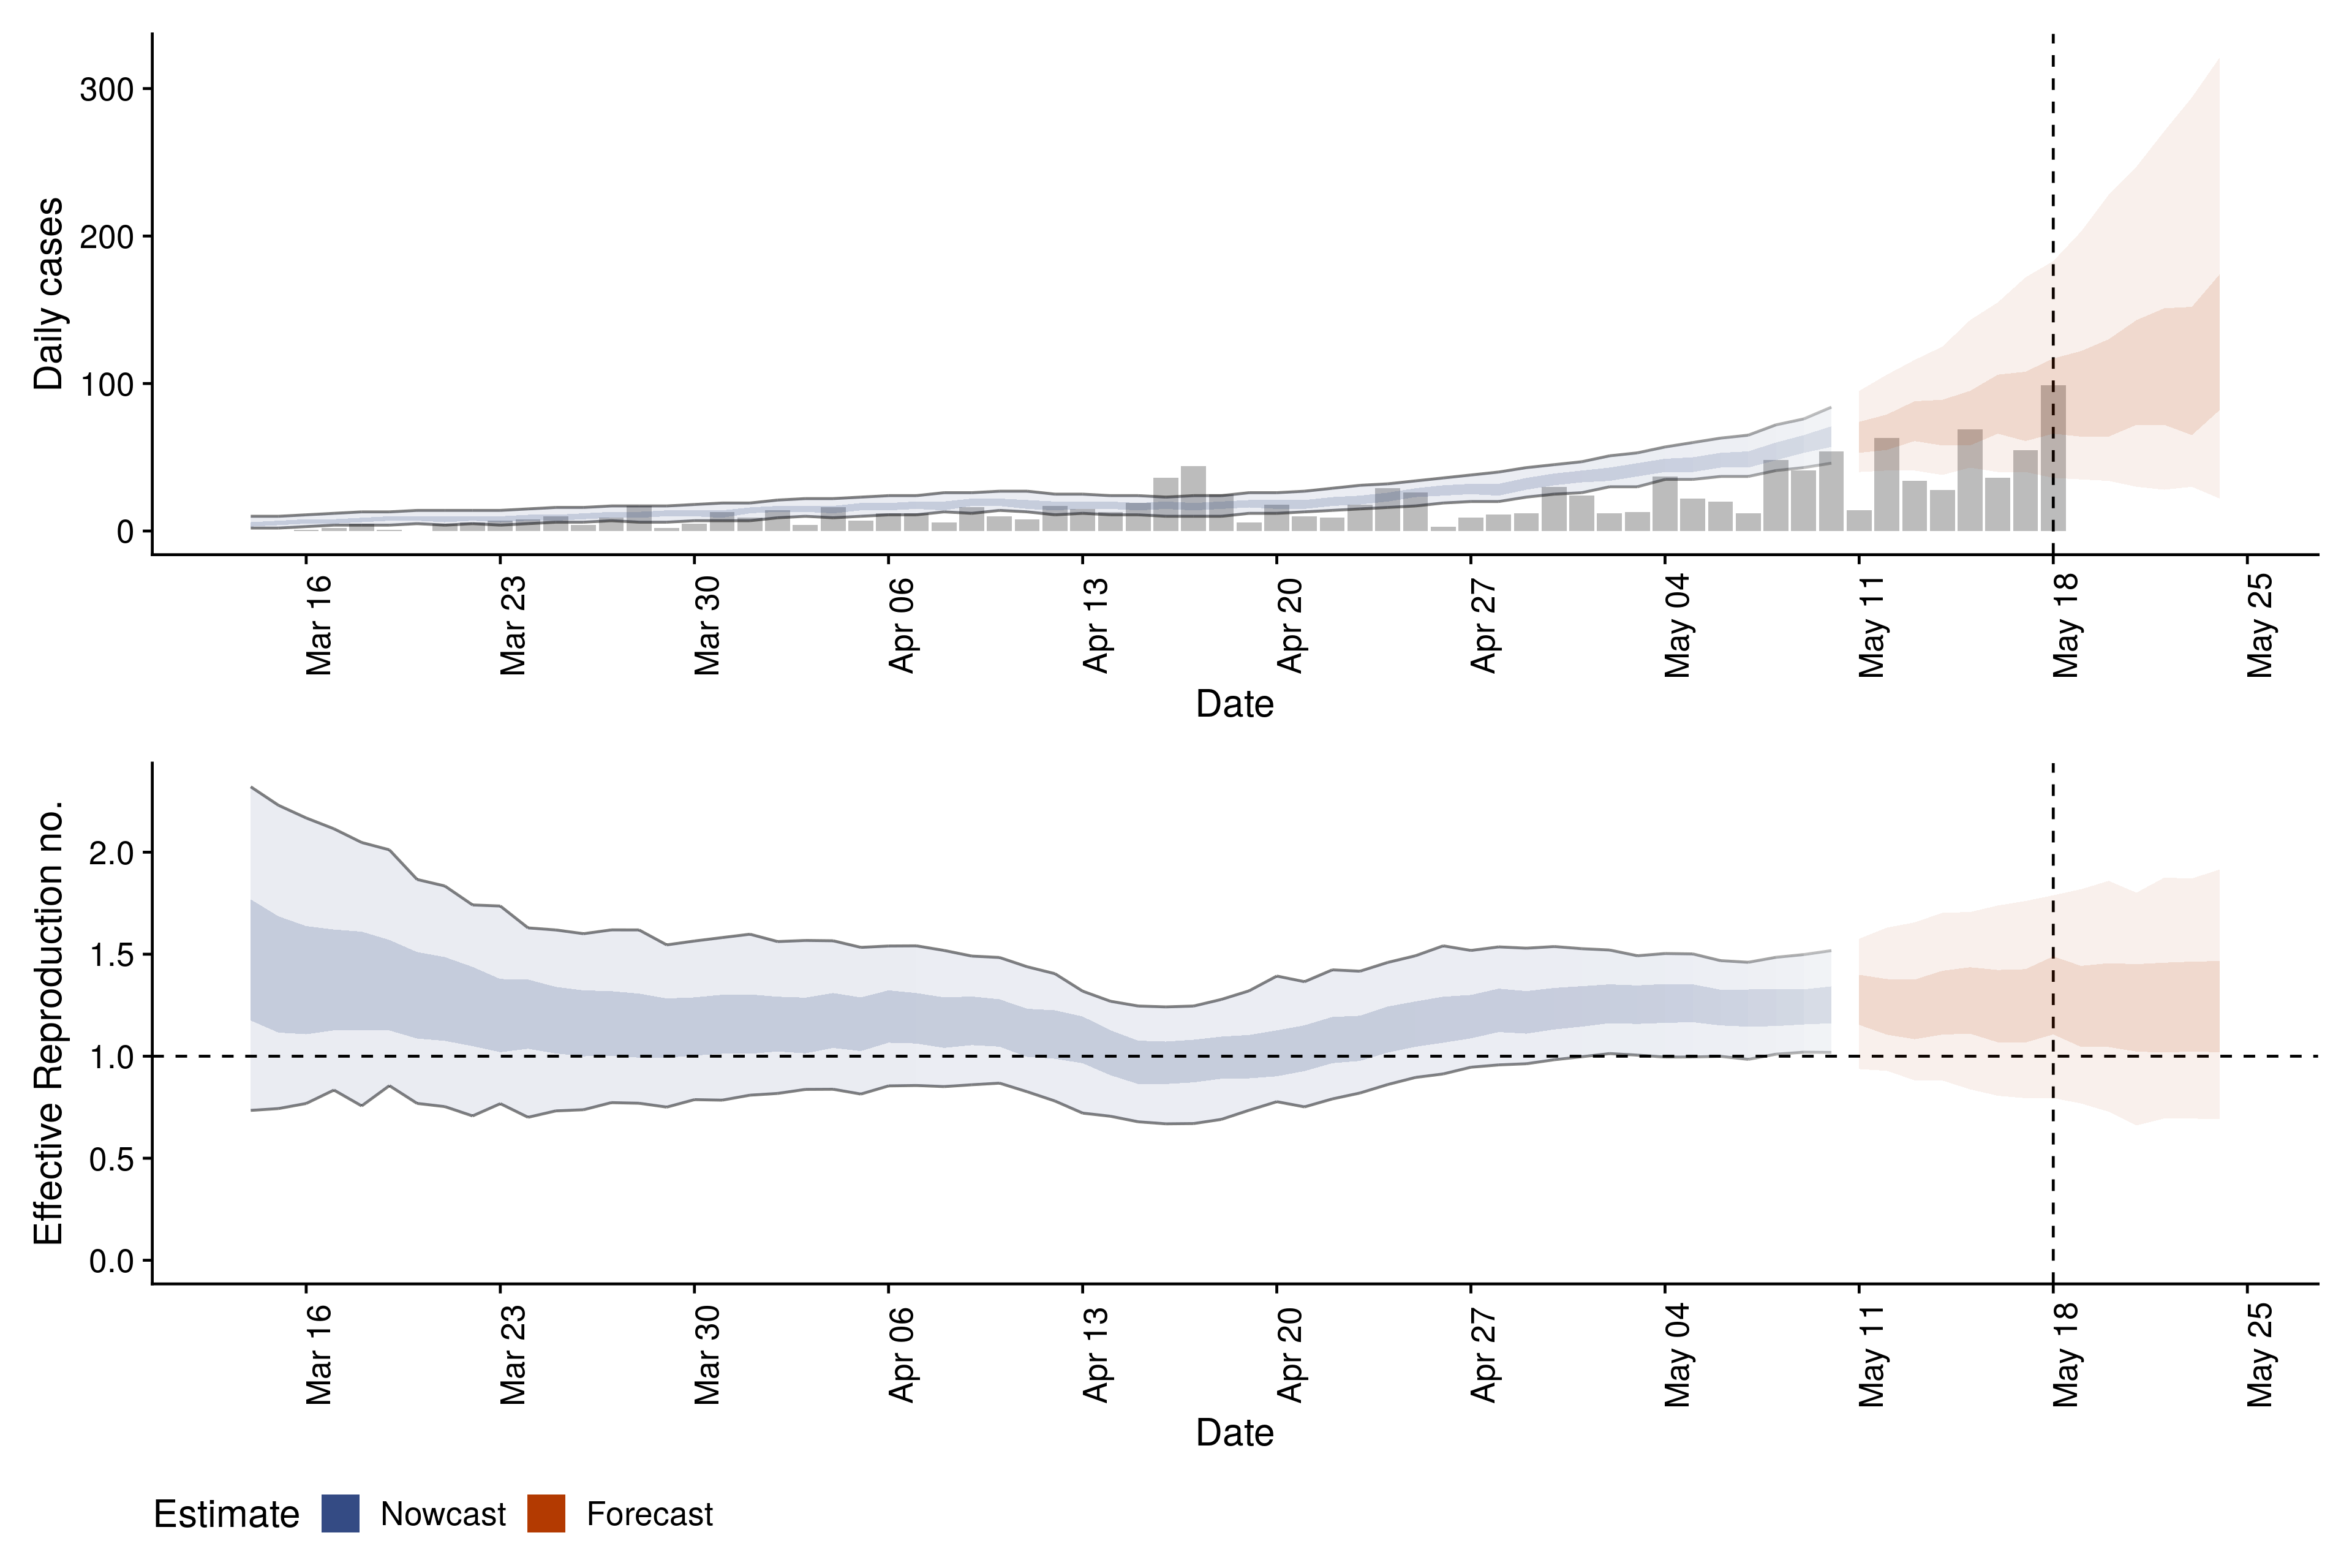 Daily cases
300
200
100
0
Mar 16
Mar 23
Mar 30
Apr 06
Apr 13
Apr 20
Apr 27
May 04
May 11
May 18
May 25
Date
Effective Reproduction no.
2.0
1.5
1.0
0.5
0.0
Mar 16
Mar 23
Mar 30
Apr 06
Apr 13
Apr 20
Apr 27
May 04
May 11
May 18
May 25
Date
Estimate Nowcast Forecast